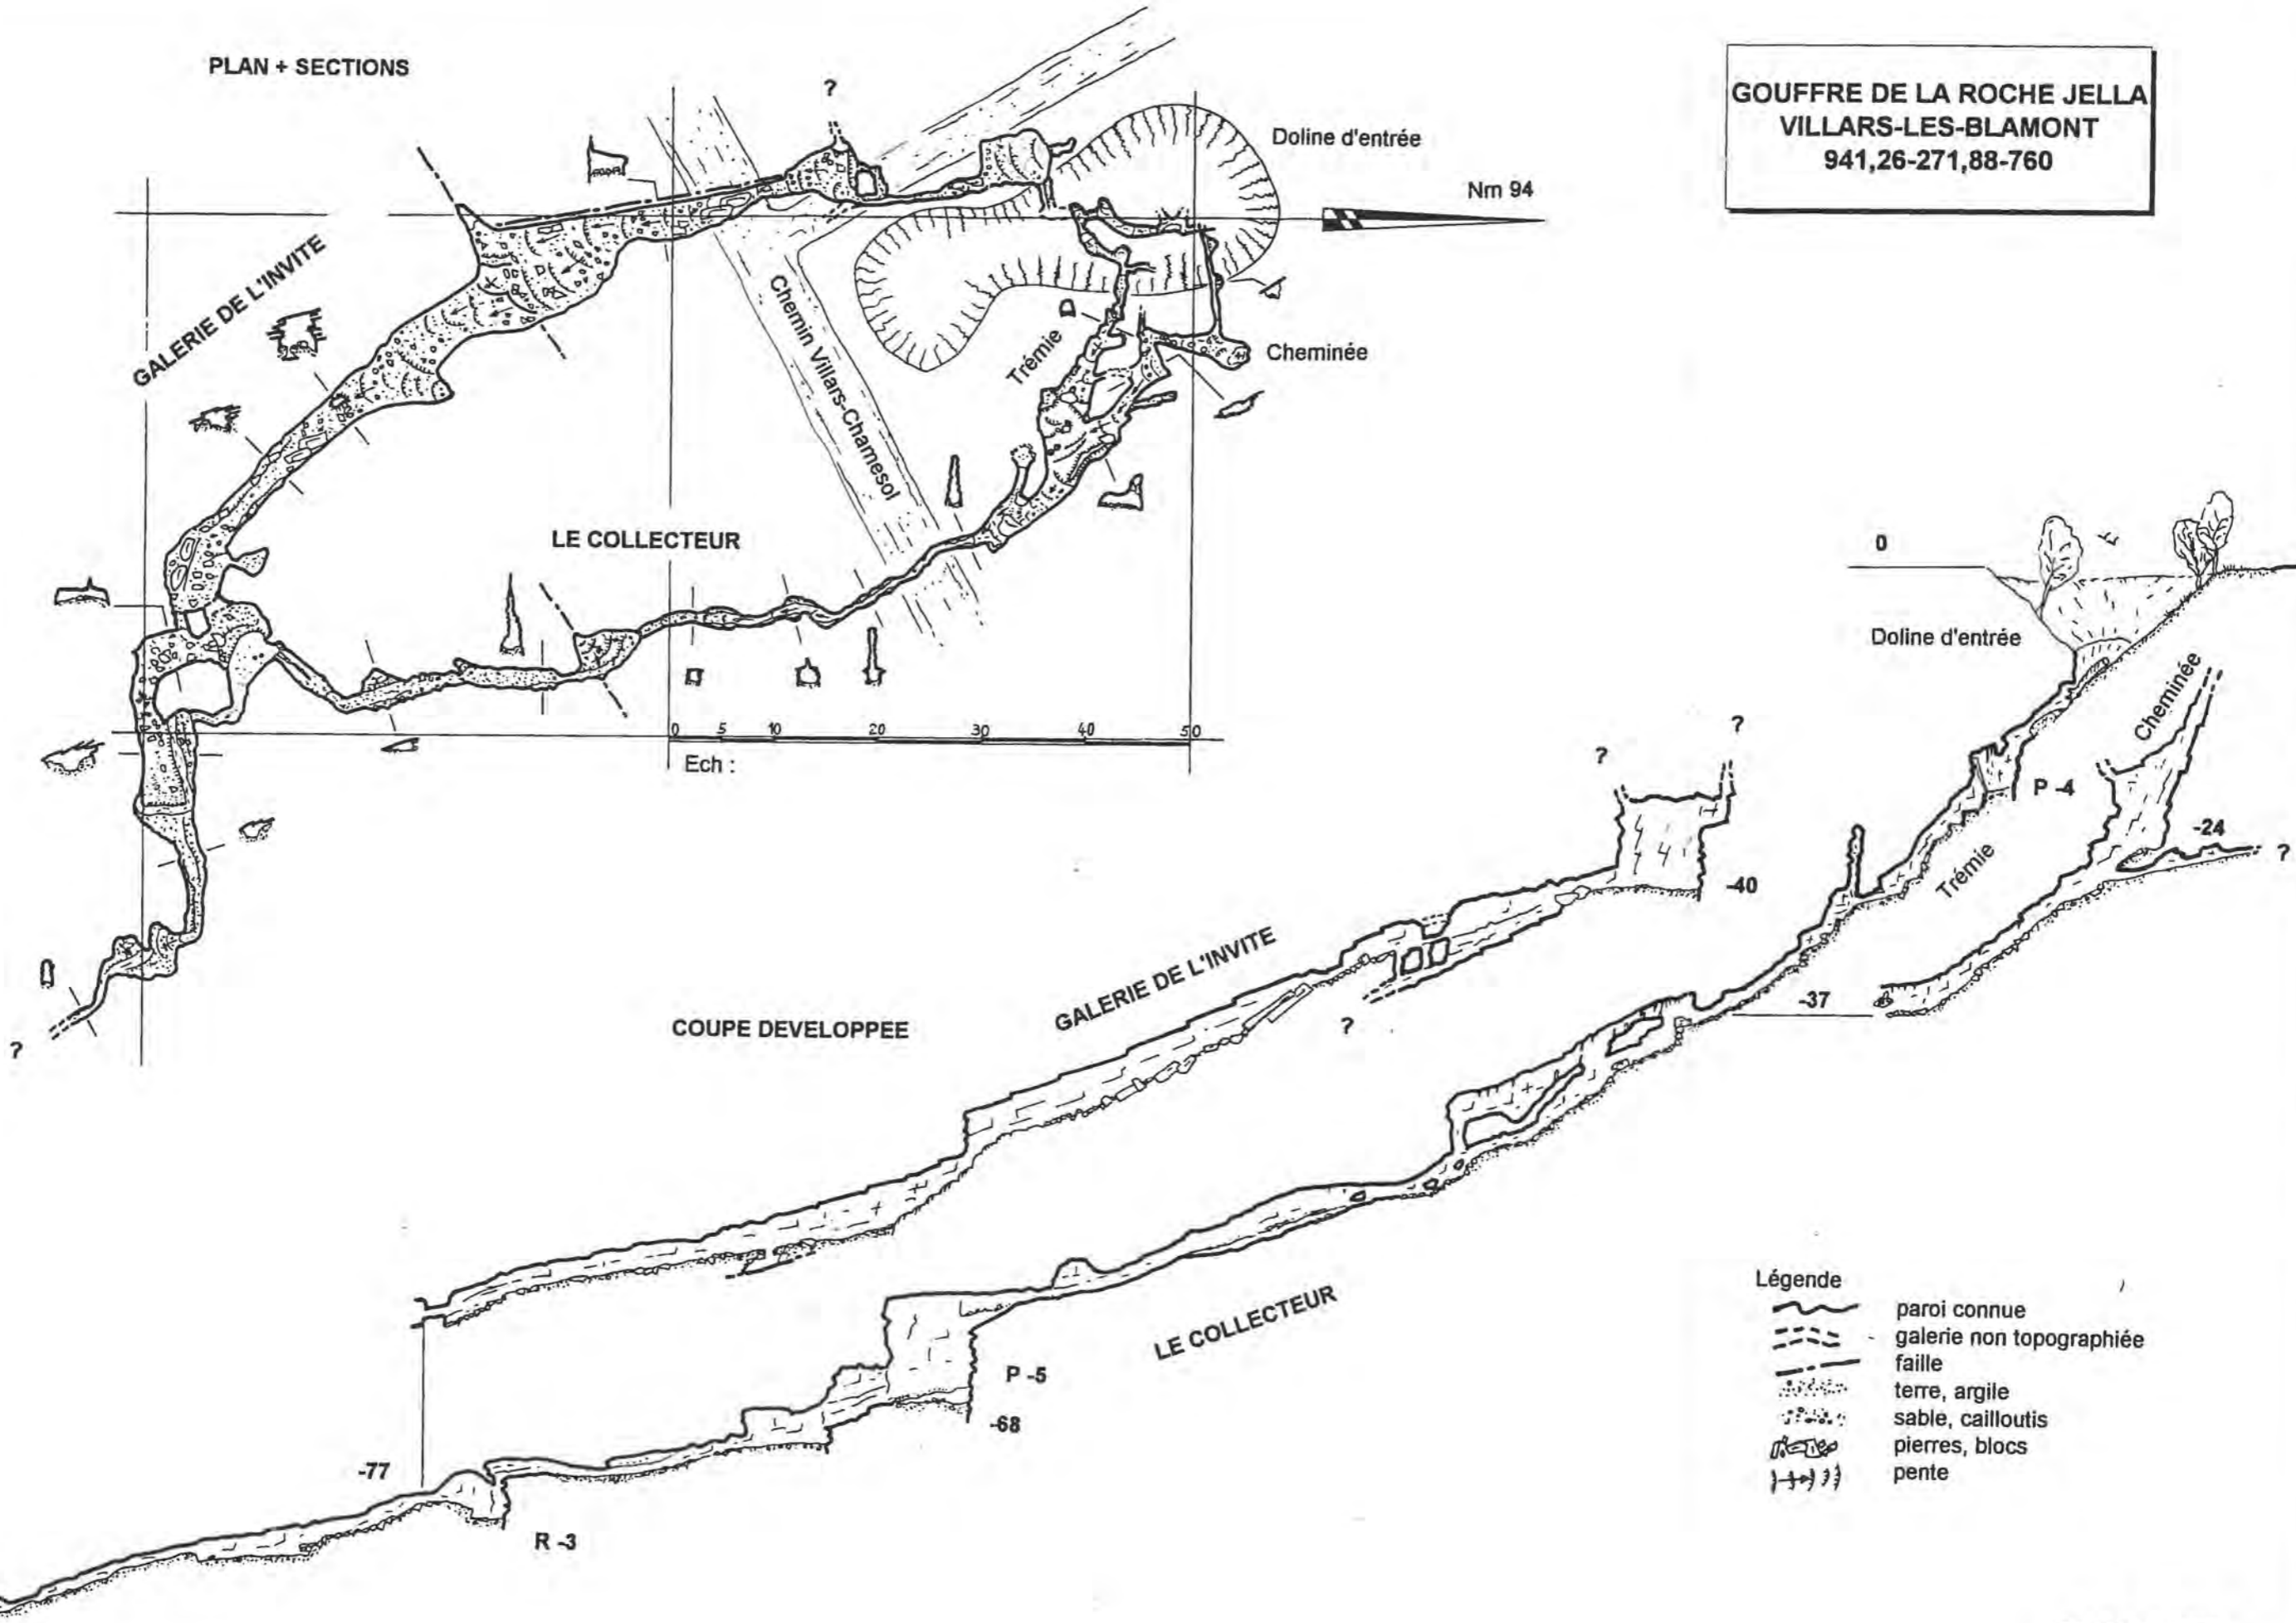 PLAN + SECTIONS
GOUFFRE DE LA ROCHE JELLA
VILLARS-LES-BLAMONT
941,26-271,88-760
?
Doline d'entrée
Nm 94
GALERIE DE L'INVITE
Chemin Villars-Chamesol
Trémie
Cheminée
LE COLLECTEUR
0 5 10 20 30 40 50
Ech :
?
0
Doline d'entrée
Cheminée
?
?
P -4
-24
?
Trémie
-40
GALERIE DE L'INVITE
-37
?
COUPE DEVELOPPEE
LE COLLECTEUR
P -5
-68
-77
R -3
Légende
paroi connue
galerie non topographiée
faille
terre, argile
sable, cailloutis
pierres, blocs
pente